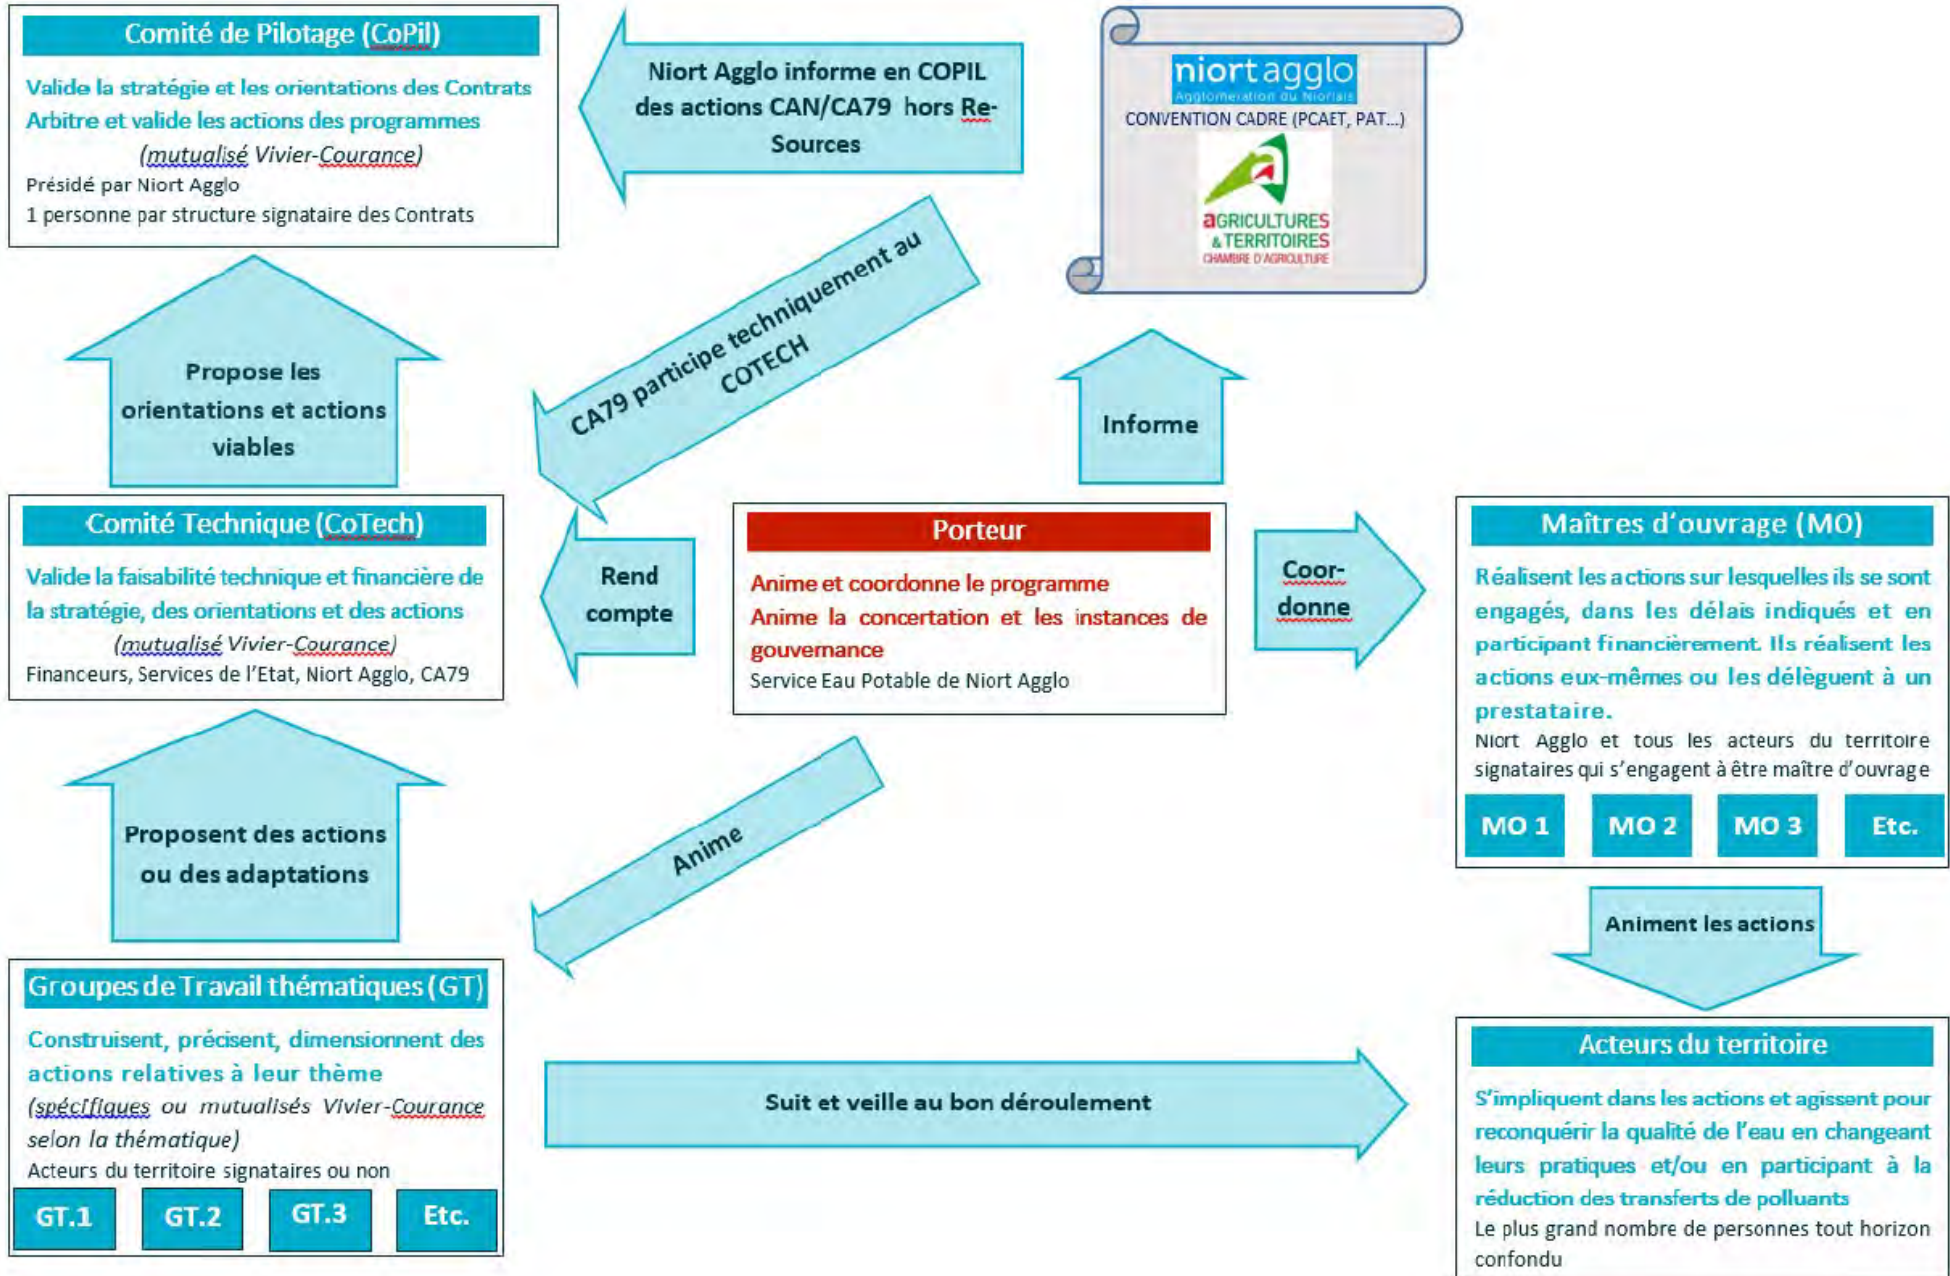 Comité de Pilotage (CoPil)
Valide la stratégie et les orientations des Contrats
Arbitre et valide les actions des programmes
(mutualisé Vivier-Courance)
Présidé par Niort Agglo
1 personne par structure signataire des Contrats
Niort Agglo informe en COPIL
des actions CAN/CA79 hors Re-
Sources
niortagglo
Agglomération du Niortais
CONVENTION CADRE (PCAET, PAT...)
aGRICULTURES
& TERRITOIRES
CHAMBRE D'AGRICULTURE
CA79 participe techniquement au
COTECH
Propose les
orientations et actions
viables
Informe
Comité Technique (CoTech)
Valide la faisabilité technique et financière de
la stratégie, des orientations et des actions
(mutualisé Vivier-Courance)
Financeurs, Services de l'Etat, Niort Agglo, CA79
Rend
compte
Porteur
Anime et coordonne le programme
Anime la concertation et les instances de
gouvernance
Service Eau Potable de Niort Agglo
Coor-
donne
Maîtres d'ouvrage (MO)
Réalisent les actions sur lesquelles ils se sont
engagés, dans les délais indiqués et en
participant financièrement. Ils réalisent les
actions eux-mêmes ou les délèguent à un
prestataire.
Niort Agglo et tous les acteurs du territoire
signataires qui s'engagent à être maître d'ouvrage
MO 1
MO 2
MO 3
Etc.
Proposent des actions
ou des adaptations
Anime
Animent les actions
Groupes de Travail thématiques (GT)
Construisent, précisent, dimensionnent des
actions relatives à leur thème
(spécifiques ou mutualisés Vivier-Courance
selon la thématique)
Acteurs du territoire signataires ou non
GT.1
GT.2
GT.3
Etc.
Suit et veille au bon déroulement
Acteurs du territoire
S'impliquent dans les actions et agissent pour
reconquérir la qualité de l'eau en changeant
leurs pratiques et/ou en participant à la
réduction des transferts de polluants
Le plus grand nombre de personnes tout horizon
confondu